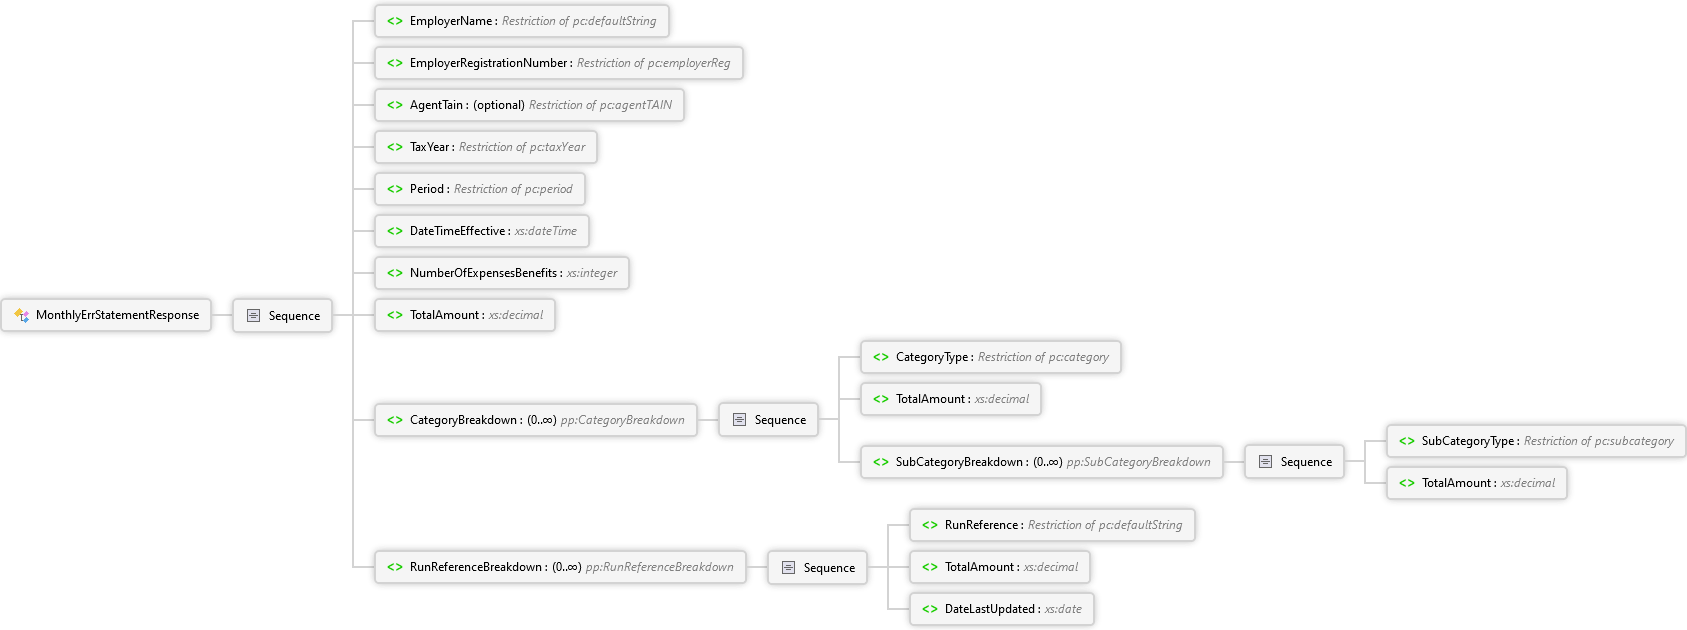 EmployerName : Restriction of pc:defaultString
EmployerRegistrationNumber : Restriction of pc:employerReg
AgentTain : (optional) Restriction of pc:agentTAIN
TaxYear : Restriction of pc:taxYear
Period : Restriction of pc:period
DateTimeEffective : xs:dateTime
NumberOfExpensesBenefits : xs:integer
MonthlyErrStatementResponse
Sequence
TotalAmount : xs:decimal
CategoryBreakdown : (0..∞) pp:CategoryBreakdown
Sequence
CategoryType : Restriction of pc:category
TotalAmount : xs:decimal
SubCategoryBreakdown : (0..∞) pp:SubCategoryBreakdown
Sequence
SubCategoryType : Restriction of pc:subcategory
TotalAmount : xs:decimal
RunReferenceBreakdown : (0..∞) pp:RunReferenceBreakdown
Sequence
RunReference : Restriction of pc:defaultString
TotalAmount : xs:decimal
DateLastUpdated : xs:date